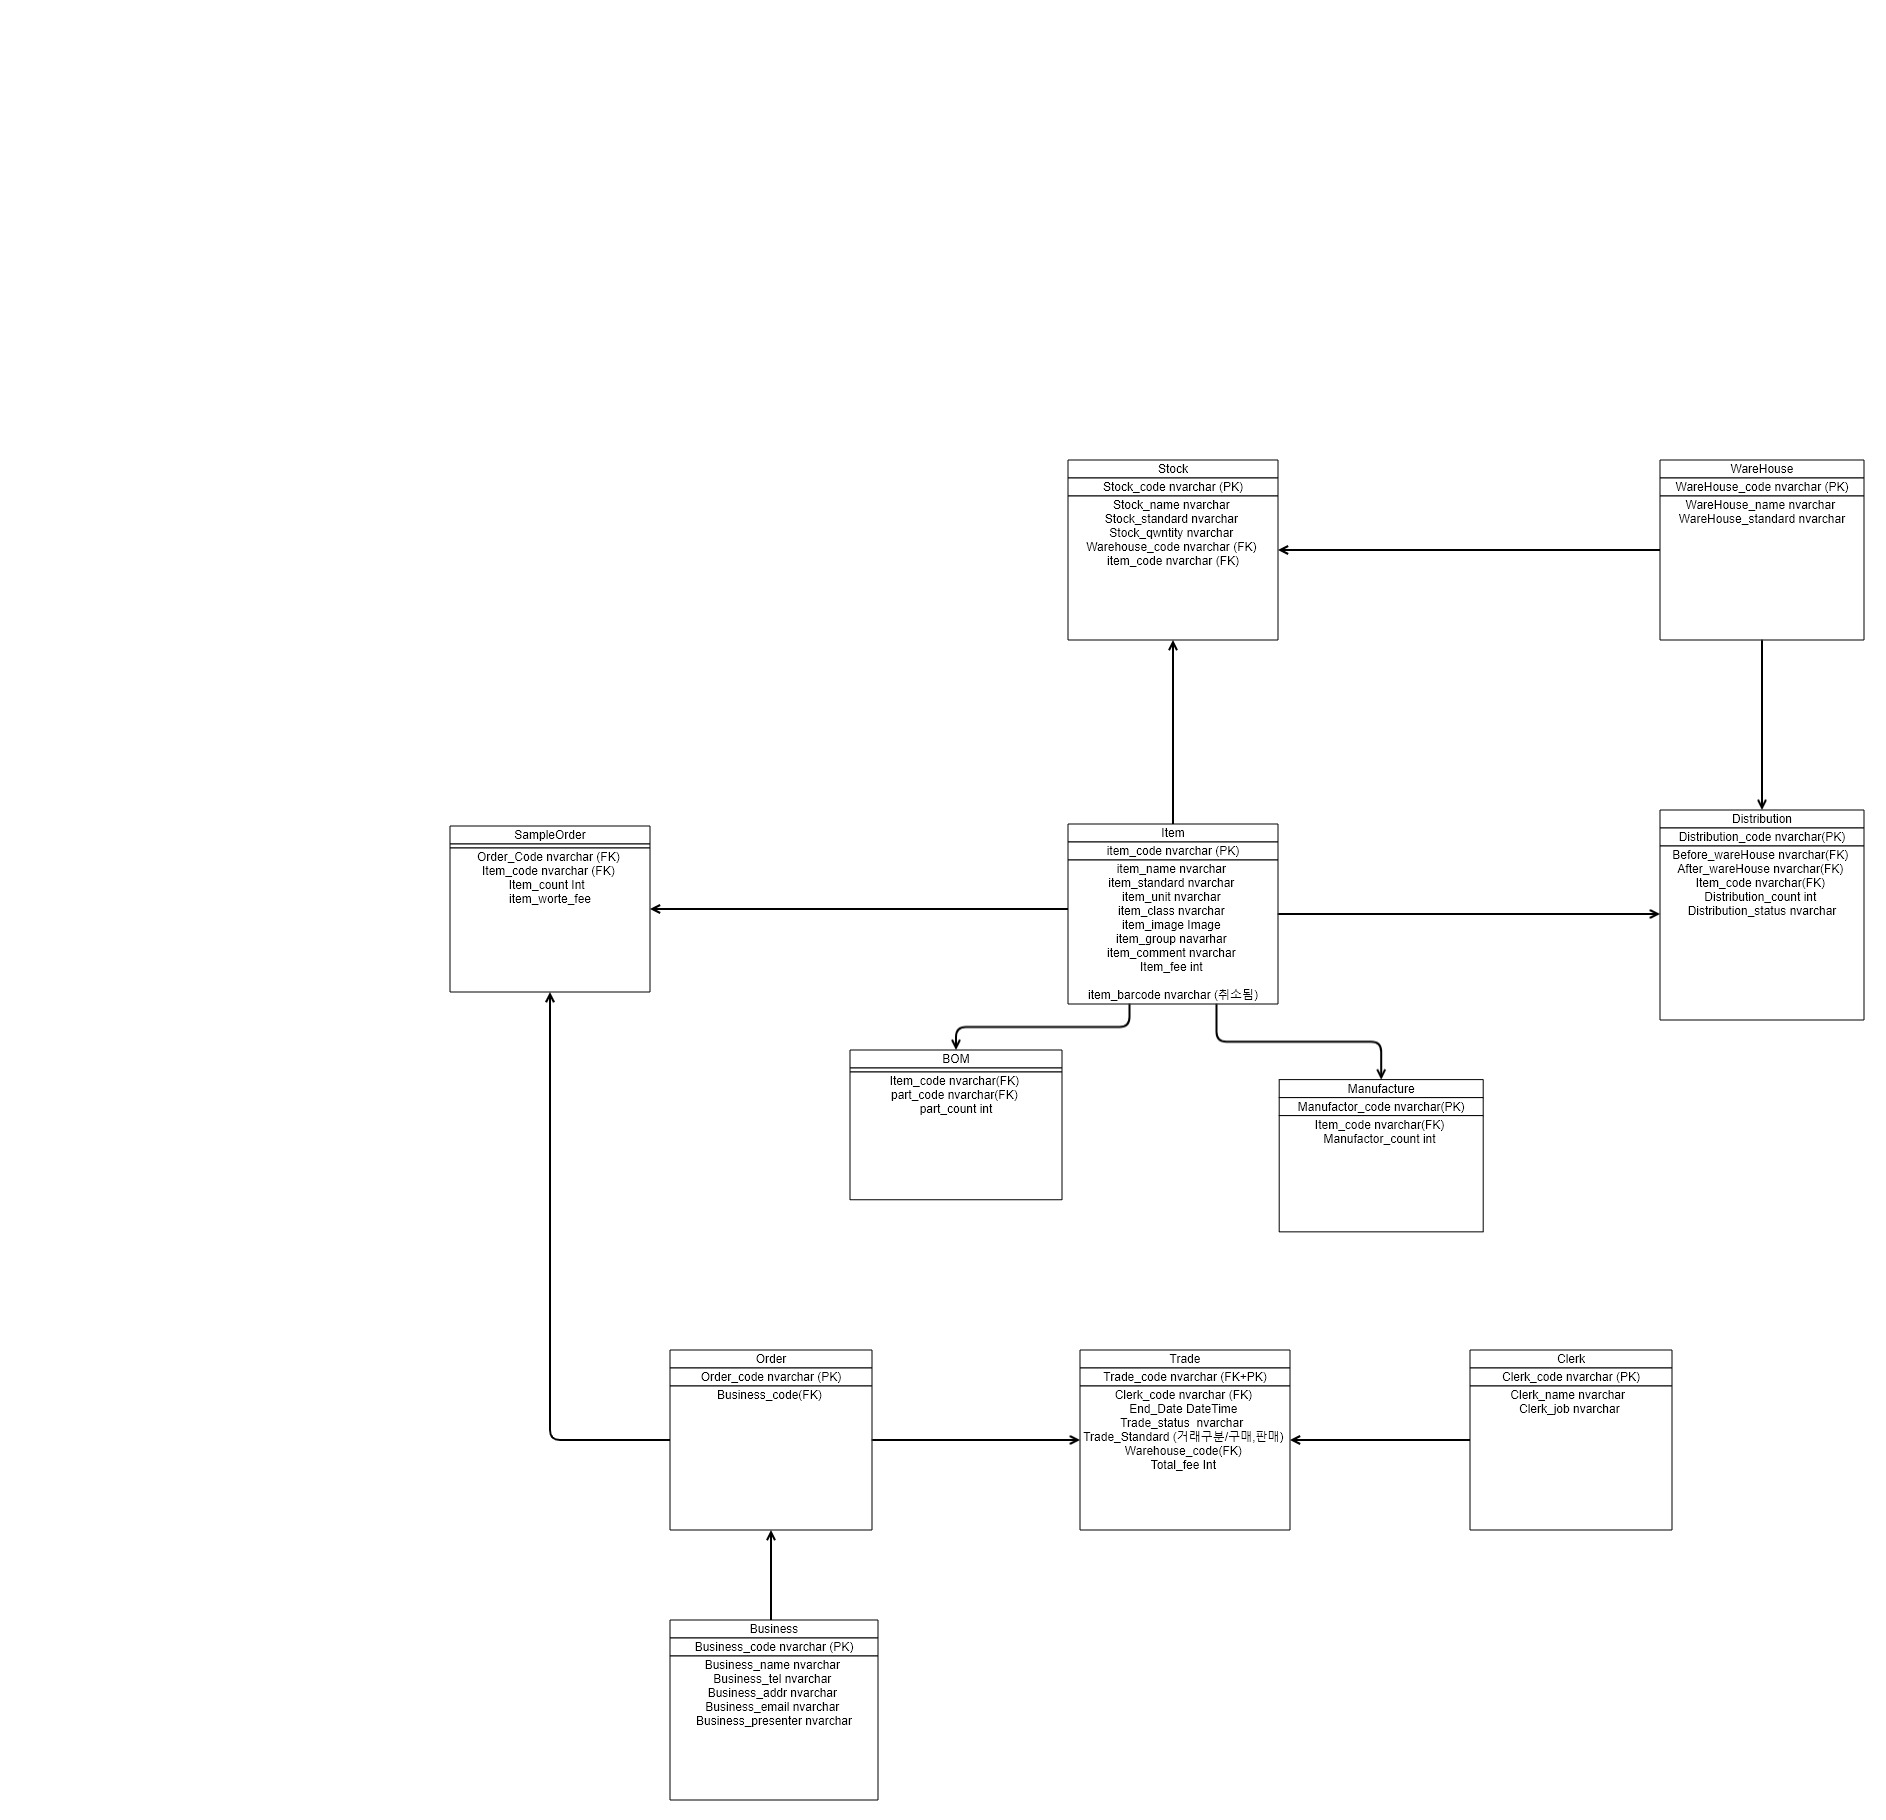 Stock
Stock_code nvarchar (PK)
Stock_name nvarchar
Stock_standard nvarchar
Stock_qwntity nvarchar
Warehouse_code nvarchar (FK)
item_code nvarchar (FK)
WareHouse
WareHouse_code nvarchar (PK)
WareHouse_name nvarchar
WareHouse_standard nvarchar
SampleOrder
Order_Code nvarchar (FK)
Item_code nvarchar (FK)
Item_count Int
item_worte_fee
Item
item_code nvarchar (PK)
item_name nvarchar
item_standard nvarchar
item_unit nvarchar
item_class nvarchar
item_image Image
item_group navarhar
item_comment nvarchar
Item_fee int
item_barcode nvarchar (취소됨)
Distribution
Distribution_code nvarchar(PK)
Before_wareHouse nvarchar(FK)
After_wareHouse nvarchar(FK)
Item_code nvarchar(FK)
Distribution_count int
Distribution_status nvarchar
BOM
Item_code nvarchar(FK)
part_code nvarchar(FK)
part_count int
Manufacture
Manufactor_code nvarchar(PK)
Item_code nvarchar(FK)
Manufactor_count int
Order
Order_code nvarchar (PK)
Business_code(FK)
Trade
Trade_code nvarchar (FK+PK)
Clerk_code nvarchar (FK)
End_Date DateTime
Trade_status  nvarchar
Trade_Standard (거래구분/구매,판매)
Warehouse_code(FK)
Total_fee Int
Clerk
Clerk_code nvarchar (PK)
Clerk_name nvarchar
Clerk_job nvarchar
Business
Business_code nvarchar (PK)
Business_name nvarchar
Business_tel nvarchar
Business_addr nvarchar
Business_email nvarchar
Business_presenter nvarchar